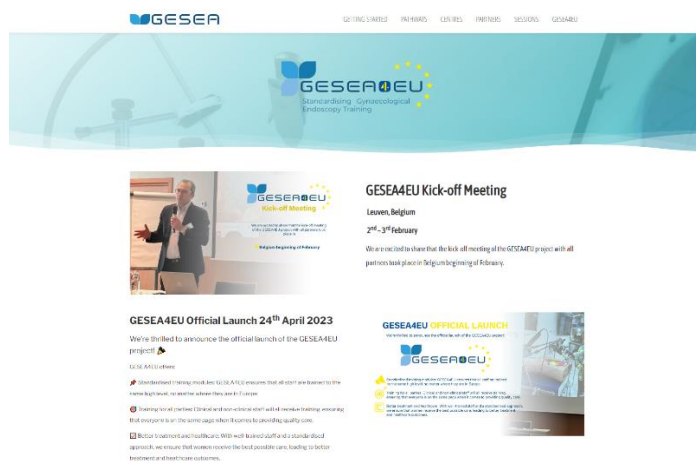 GESEA
GETTING STARTED PATHWAYS CENTRES PARTNERS SESSIONS GESEA4EU
GESEA4EU
Standardising Gynaecological
Endoscopy Training
GESEA4EU
Kick-off Meeting
Belgium beginning of February
GESEA4EU Kick-off Meeting
Leuven, Belgium
2nd – 3rd February
We are excited to share that the kick-off meeting of the GESEA4EU project with all
partners took place in Belgium beginning of February.
GESEA4EU Official Launch 24th April 2023
We're thrilled to announce the official launch of the GESEA4EU
project!
GESEA4EU offers
Standardised training modules: GESEA4EU ensures that all staff are trained to the
same high level, no matter where they are in Europe
Training for all parties: Clinical and non-clinical staff will receive training, ensuring
that everyone is on the same page when it comes to providing quality care.
Better treatment and healthcare: With well-trained staff and a standardised
approach, we ensure that women receive the best possible care, leading to better
treatment and healthcare outcomes.
GESEA4EU OFFICIAL LAUNCH
GESEA4EU